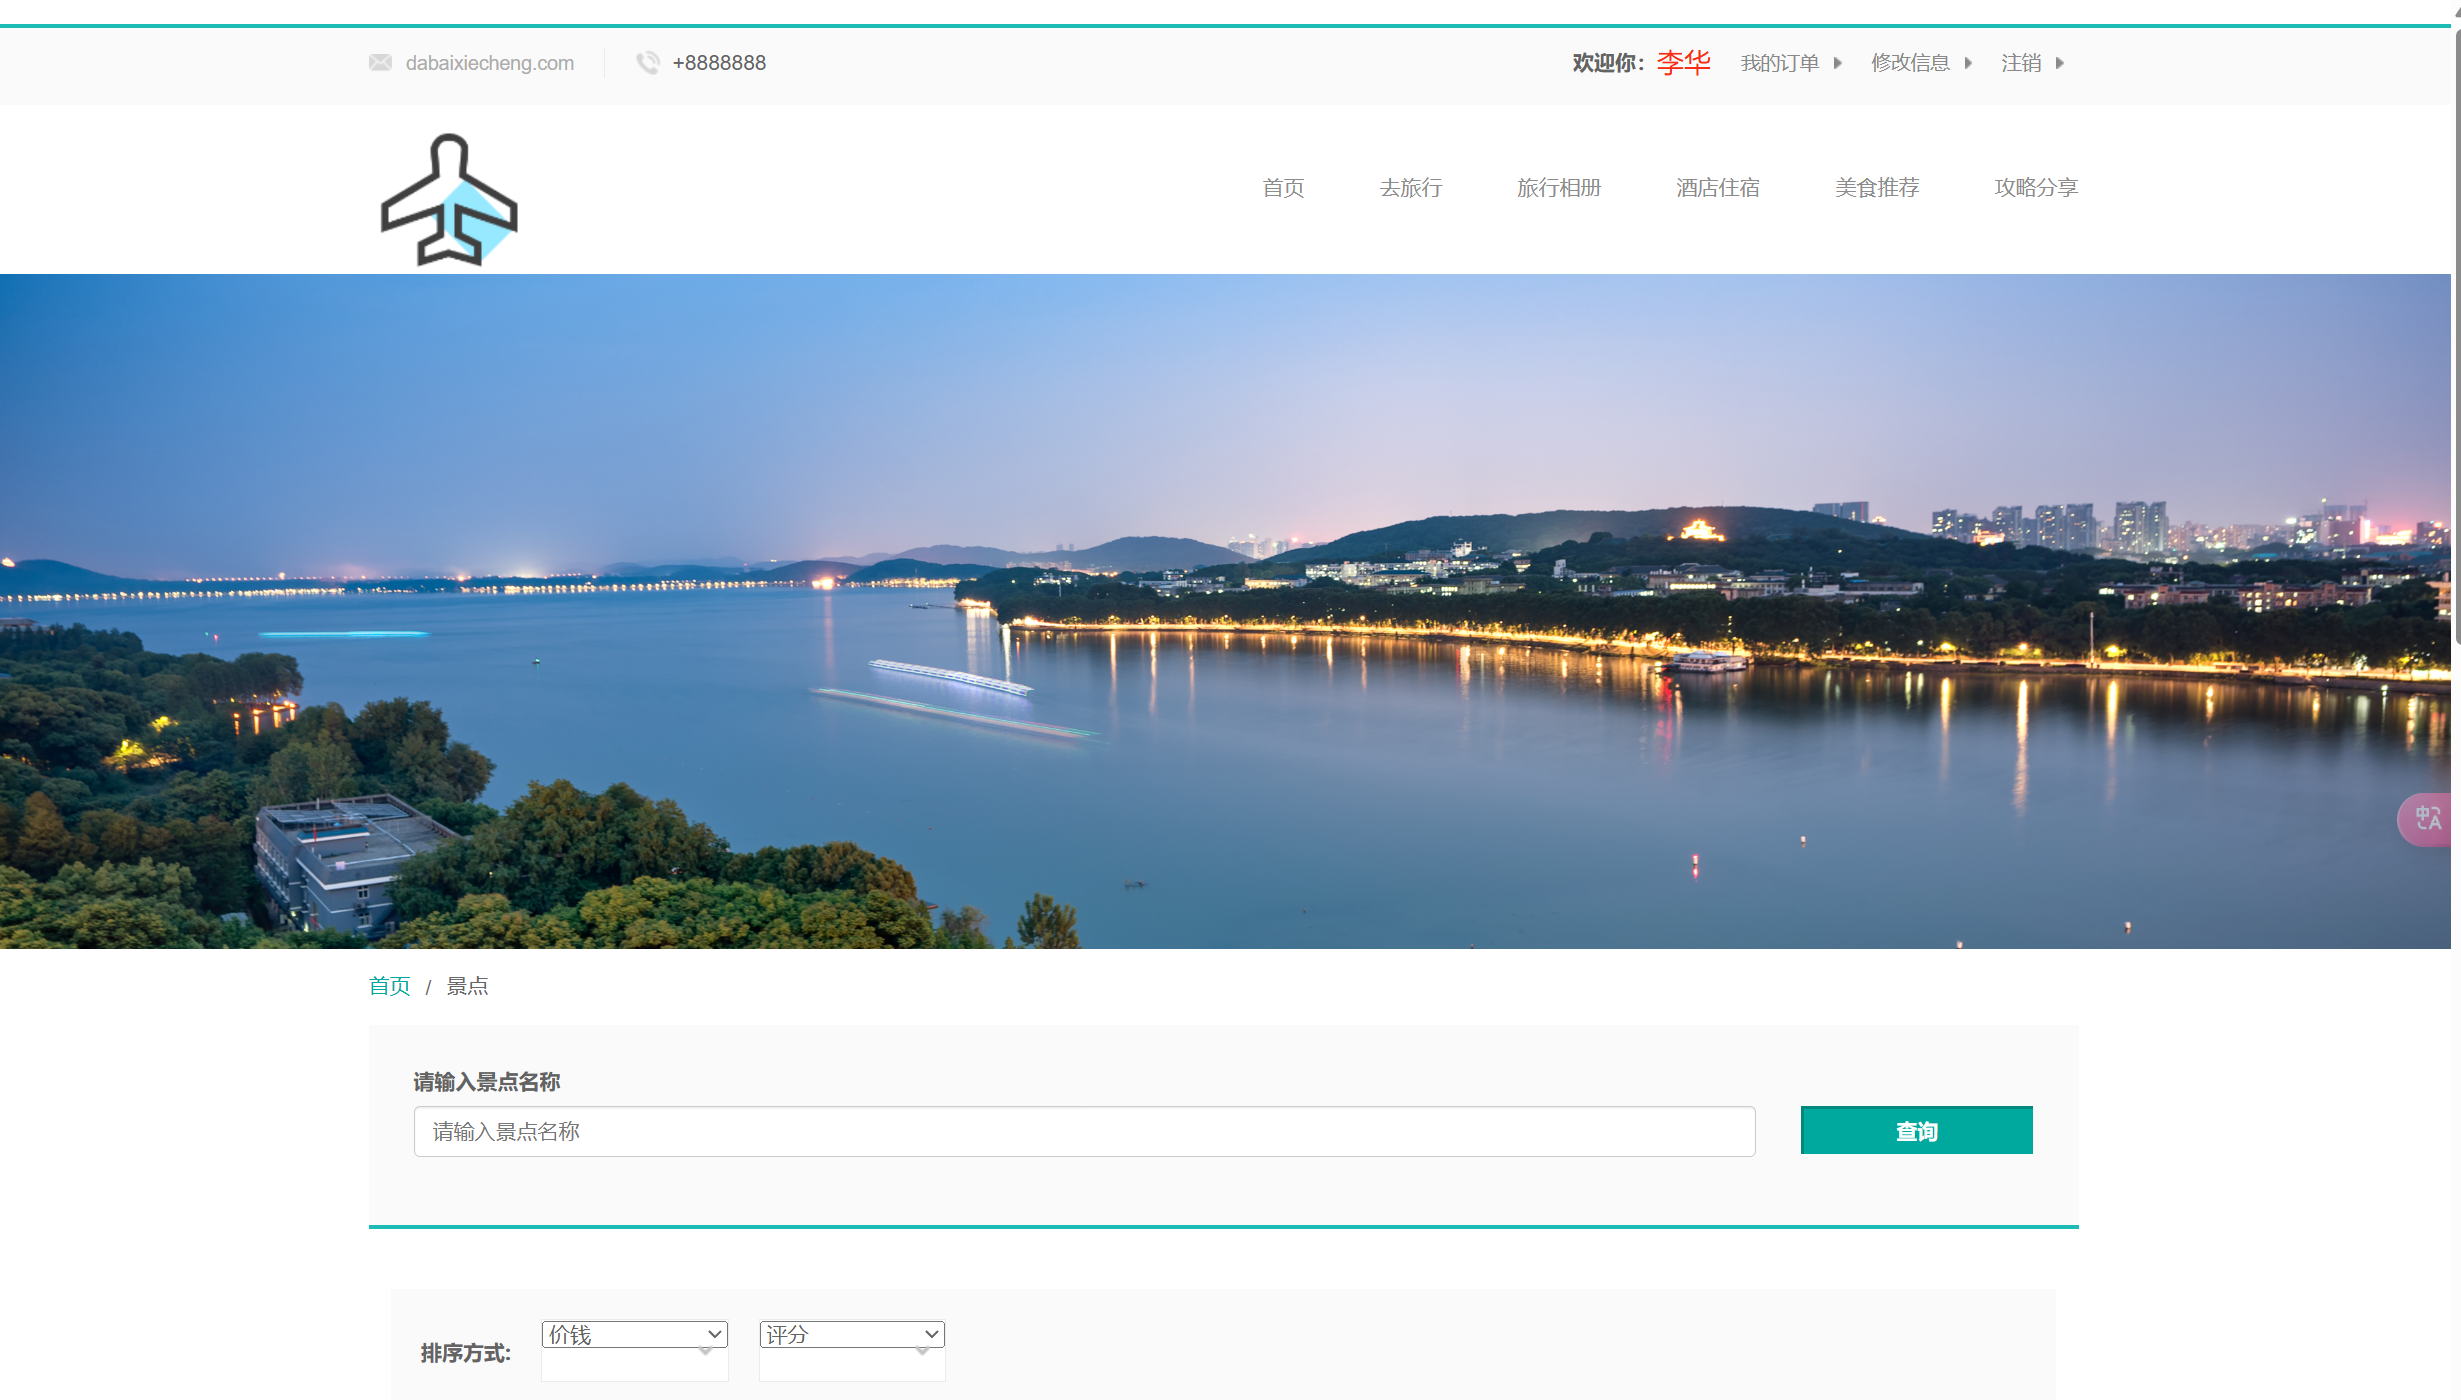 dabaixiecheng.com +8888888 欢迎你：李华 我的订单 修改信息 注销
首页 去旅行 旅行相册 酒店住宿 美食推荐 攻略分享
中A
首页 / 景点
请输入景点名称
请输入景点名称 查询
排序方式: 价钱 评分